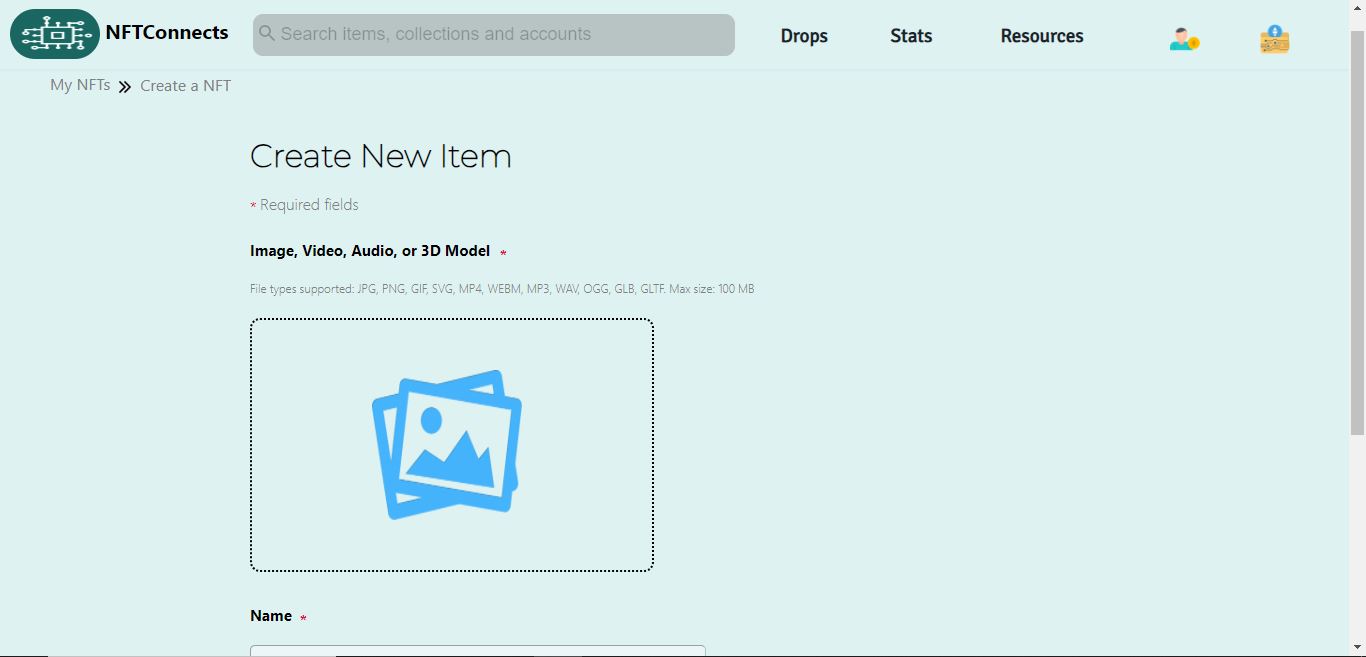 NFTConnects
Search items, collections and accounts
Drops
Stats
Resources
My NFTs
Create a NFT
Create New Item
* Required fields
Image, Video, Audio, or 3D Model *
File types supported: JPG, PNG, GIF, SVG, MP4, WEBM, MP3, WAV, OGG, GLB, GLTF. Max size: 100 MB
Name *